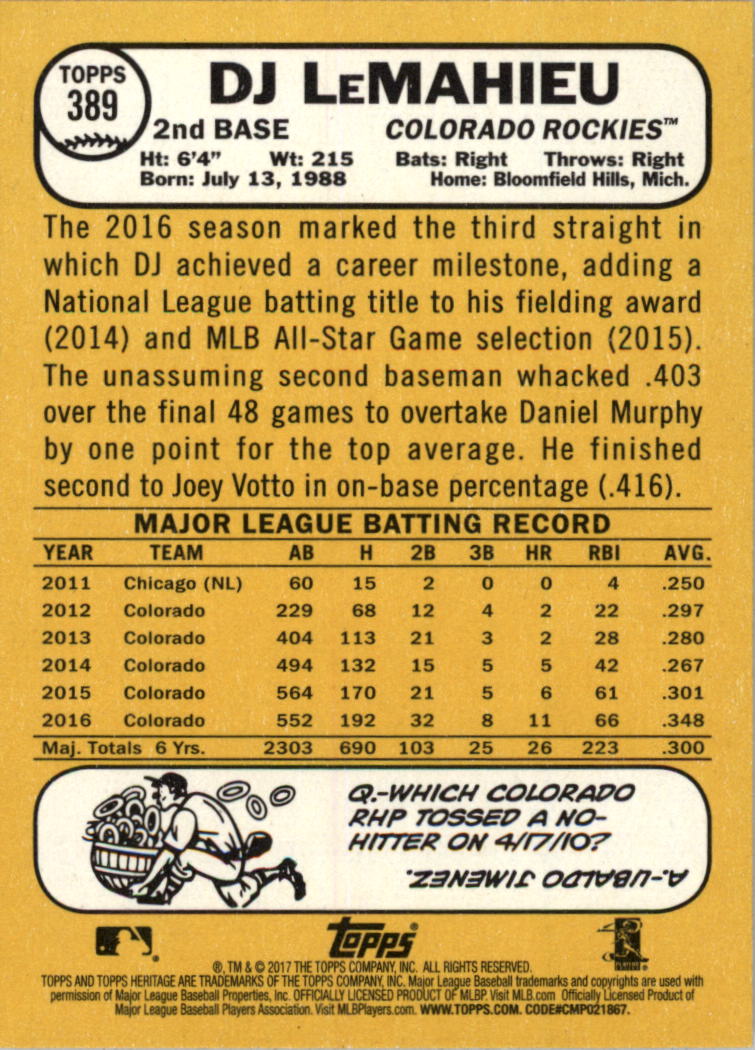 TOPPS
389
DJ LEMAHIEU
2nd BASE COLORADO ROCKIES™
Ht: 6'4" Wt: 215 Bats: Right Throws: Right
Born: July 13, 1988 Home: Bloomfield Hills, Mich.
The 2016 season marked the third straight in
which DJ achieved a career milestone, adding a
National League batting title to his fielding award
(2014) and MLB All-Star Game selection (2015).
The unassuming second baseman whacked .403
over the final 48 games to overtake Daniel Murphy
by one point for the top average. He finished
second to Joey Votto in on-base percentage (.416).
MAJOR LEAGUE BATTING RECORD
YEAR TEAM AB H 2B 3B HR RBI AVG.
2011 Chicago (NL) 60 15 2 0 0 4 .250
2012 Colorado 229 68 12 4 2 22 .297
2013 Colorado 404 113 21 3 2 28 .280
2014 Colorado 494 132 15 5 5 42 .267
2015 Colorado 564 170 21 5 6 61 .301
2016 Colorado 552 192 32 8 11 66 .348
Maj. Totals 6 Yrs. 2303 690 103 25 26 223 .300
Q.-WHICH COLORADO
RHP TOSSED A NO-
HITTER ON 4/17/10?
A.-UBALDO JIMENEZ.
topps®
®, TM & © 2017 THE TOPPS COMPANY, INC. ALL RIGHTS RESERVED.
TOPPS AND TOPPS HERITAGE ARE TRADEMARKS OF THE TOPPS COMPANY, INC. Major League Baseball trademarks and copyrights are used with
permission of Major League Baseball Properties, Inc. OFFICIALLY LICENSED PRODUCT OF MLBP. Visit MLB.com Officially Licensed Product of
Major League Baseball Players Association. Visit MLBPlayers.com. WWW.TOPPS.COM. CODE#CMP021867.